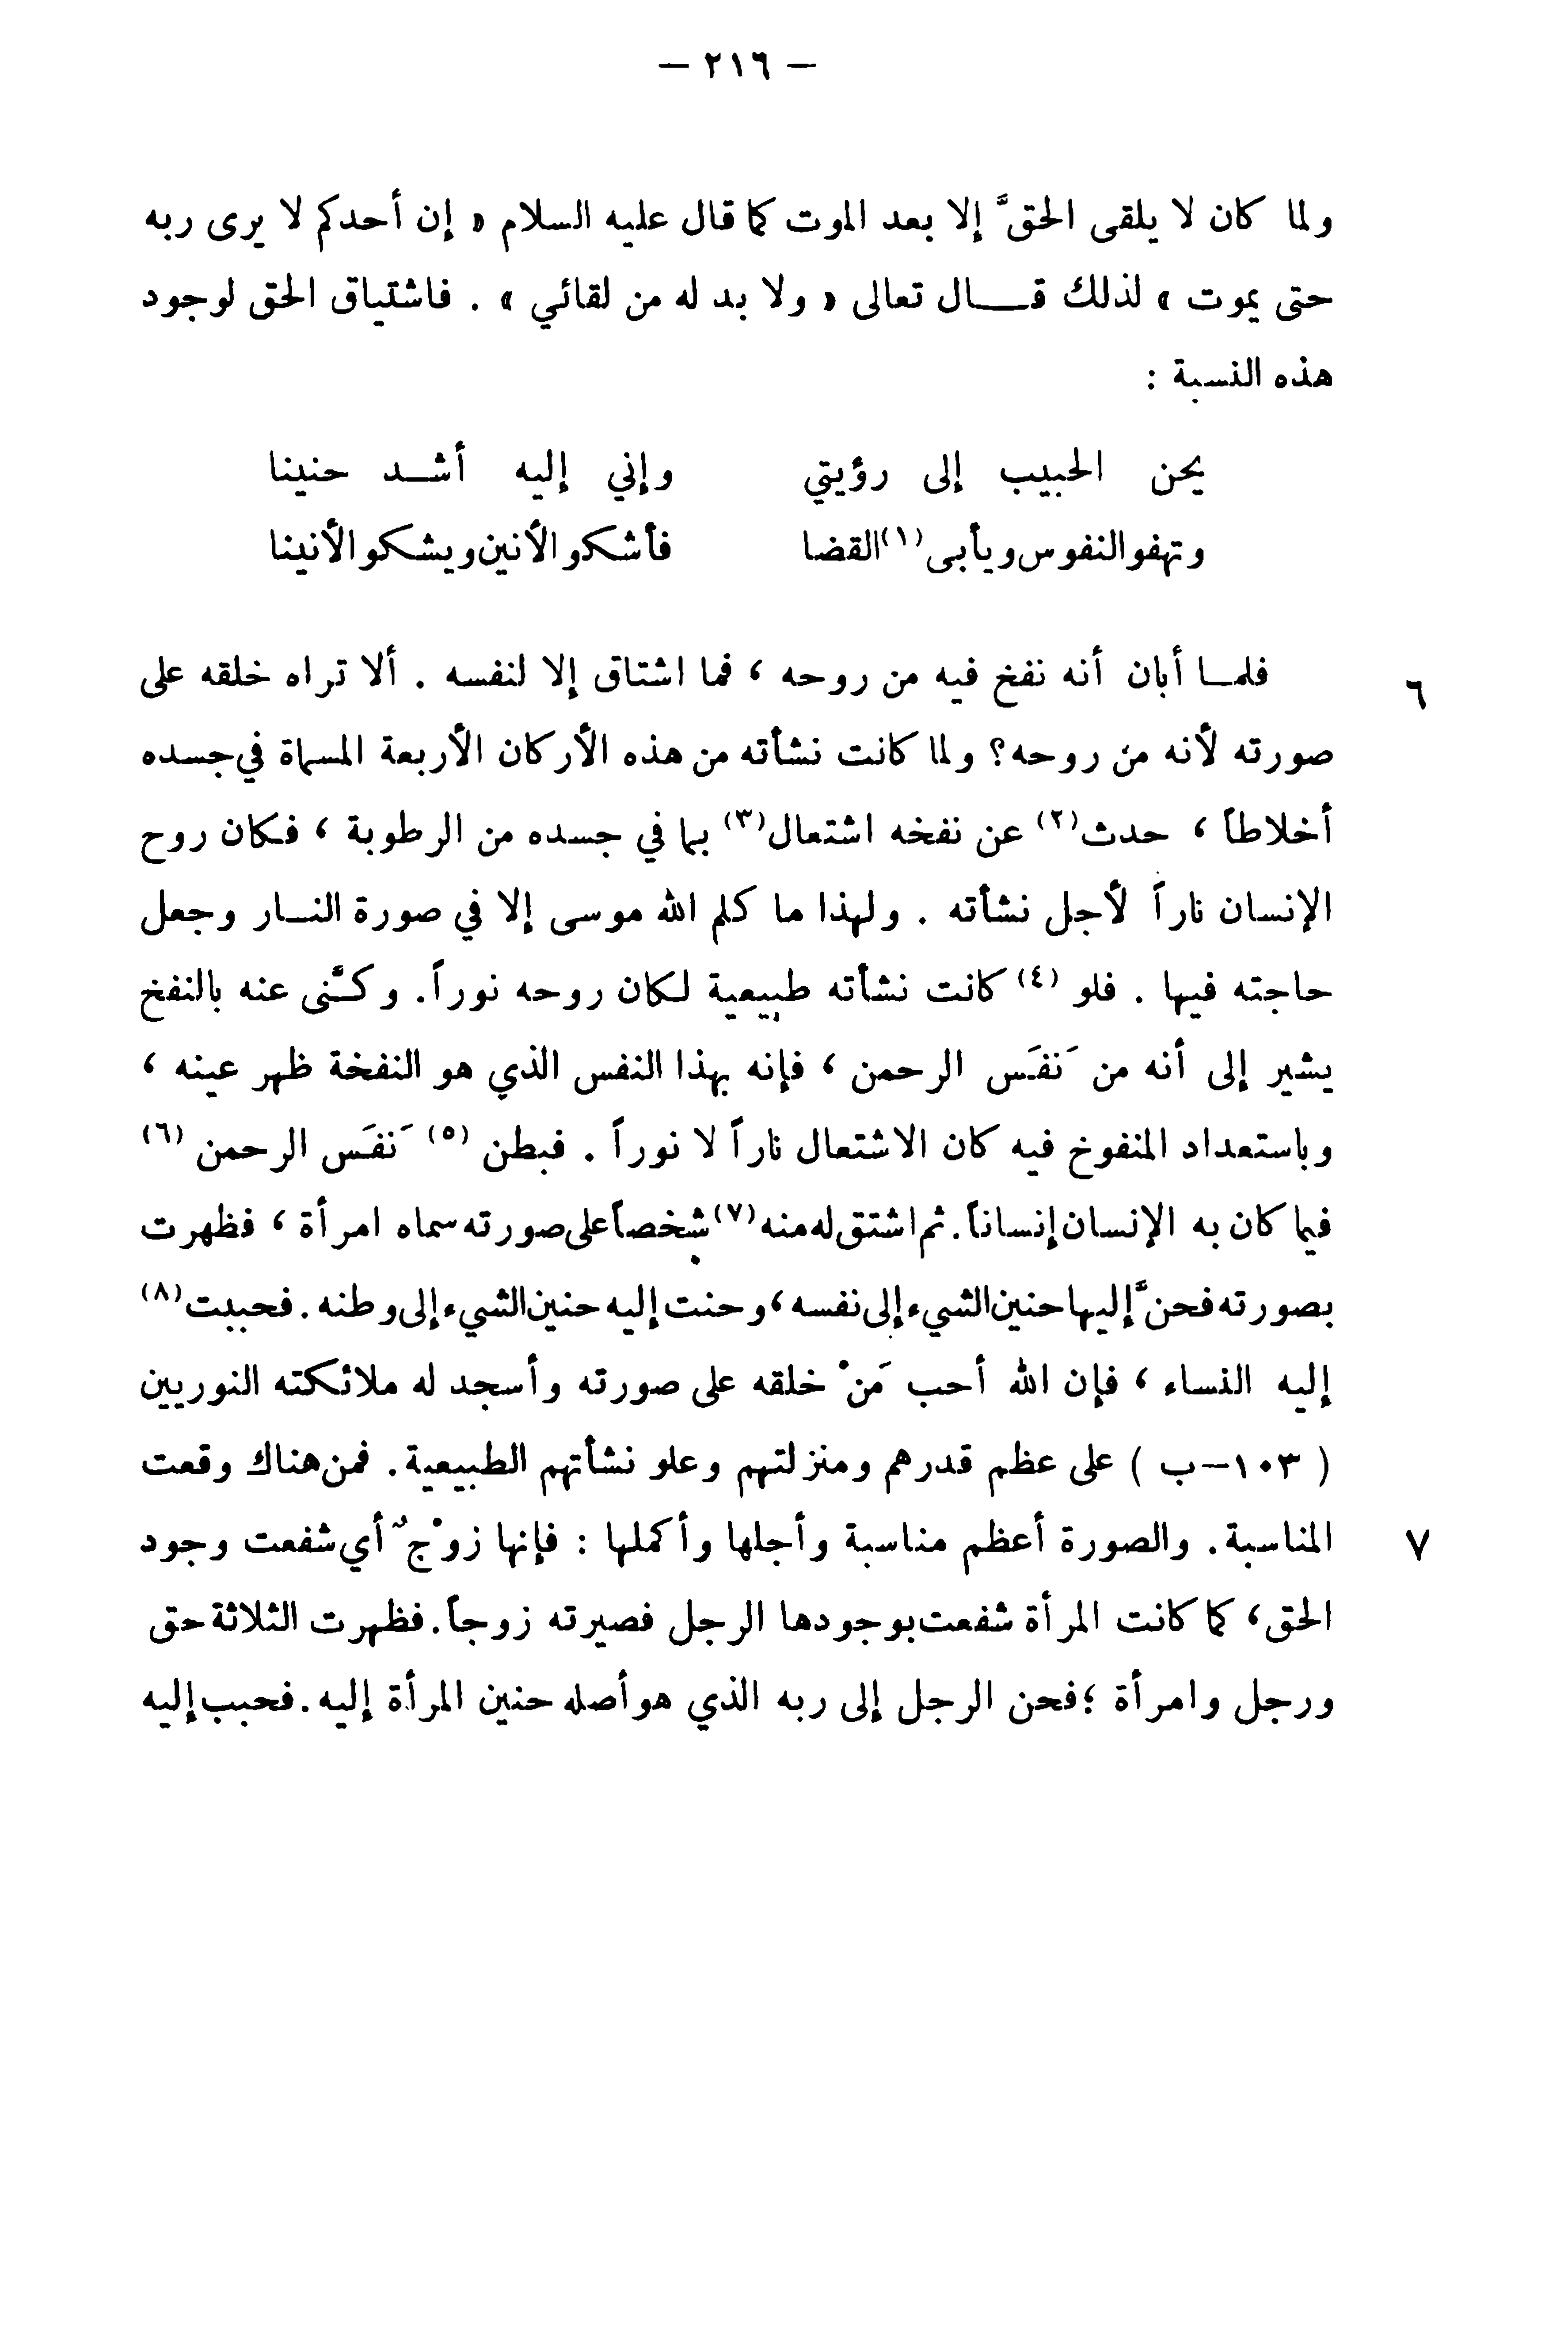 — ٢١٦ —
ولما كان لا يلقى الحقَّ إلا بعد الموت كما قال عليه السلام « إن أحدكم لا يرى ربه
حتى يموت » لذلك قـــال تعالى « ولا بد له من لقائي » . فاشتياق الحق لوجود
هذه النسبة :
يحن الحبيب إلى رؤيتي وإني إليه أشـد حنينا
وتهفو النفوس ويأبى (١) القضا فأشكو الأنين ويشكو الأنينا
فلمـا أبان أنه نفخ فيه من روحه ، فما اشتاق إلا لنفسه . ألا تراه خلقه على ٦
صورته لأنه من روحه؟ ولما كانت نشأته من هذه الأركان الأربعة المسماة في جسده
أخلاطاً ، حدث (٢) عن نفخه اشتعال (٣) بما في جسده من الرطوبة ، فكان روح
الإنسان ناراً لأجل نشأته . ولهذا ما كلم الله موسى إلا في صورة النـار وجعل
حاجته فيها . فلو (٤) كانت نشأته طبيعية لكان روحه نوراً. وكنَّى عنه بالنفخ
يشير إلى أنه من نَفَس الرحمن ، فإنه بهذا النفس الذي هو النفخة ظهر عينه ،
وباستعداد المنفوخ فيه كان الاشتعال ناراً لا نوراً . فبطن (٥) نَفَس الرحمن (٦)
فيما كان به الإنسان إنساناً. ثم اشتق له منه (٧) شخصاً على صورته سماه امرأة ، فظهرت
بصورته فحنَّ إليها حنين الشيء إلى نفسه ، وحنت إليه حنين الشيء إلى وطنه . فحببت (٨)
إليه النساء ، فإن الله أحب مَنْ خلقه على صورته وأسجد له ملائكته النوريين
( ١٠٣–ب ) على عظم قدرهم ومنزلتهم وعلو نشأتهم الطبيعية. فمن هناك وقعت
المناسبة. والصورة أعظم مناسبة وأجلها وأكملها : فإنها زوْجٌ أي شفعت وجود ٧
الحق، كما كانت المرأة شفعت بوجودها الرجل فصيرته زوجاً. فظهرت الثلاثة حق
ورجل وامرأة ؛ فحن الرجل إلى ربه الذي هو أصله حنين المرأة إليه. فحبب إليه